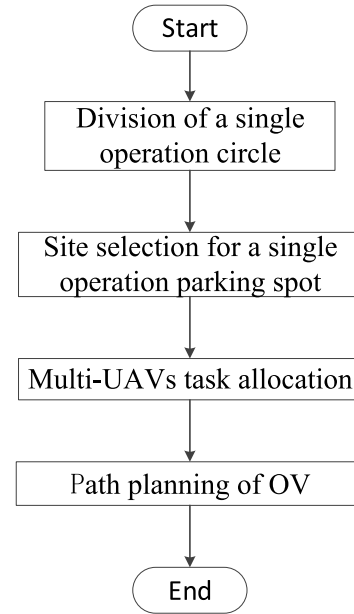 Start
Division of a single
operation circle
Site selection for a single
operation parking spot
Multi-UAVs task allocation
Path planning of OV
End